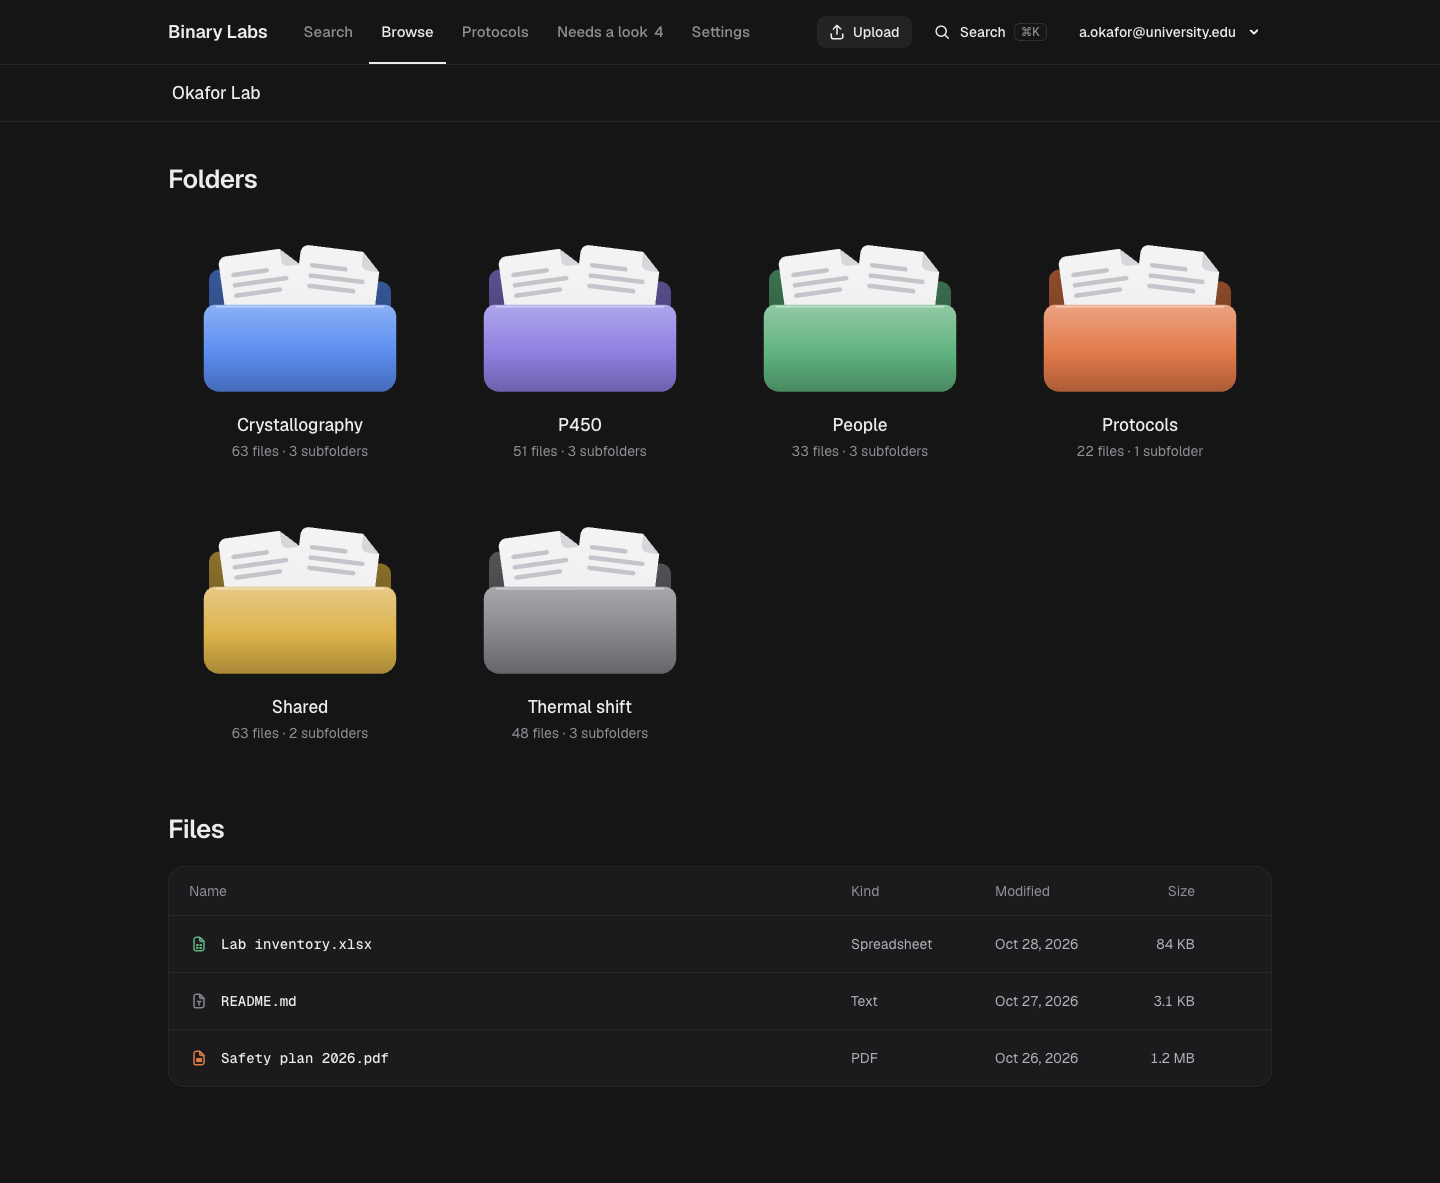 Binary Labs Search Browse Protocols Needs a look 4 Settings Upload Search ⌘K a.okafor@university.edu
Okafor Lab
Folders
Crystallography P450 People Protocols
63 files · 3 subfolders 51 files · 3 subfolders 33 files · 3 subfolders 22 files · 1 subfolder
Shared Thermal shift
63 files · 2 subfolders 48 files · 3 subfolders
Files
Name Kind Modified Size
Lab inventory.xlsx Spreadsheet Oct 28, 2026 84 KB
README.md Text Oct 27, 2026 3.1 KB
Safety plan 2026.pdf PDF Oct 26, 2026 1.2 MB